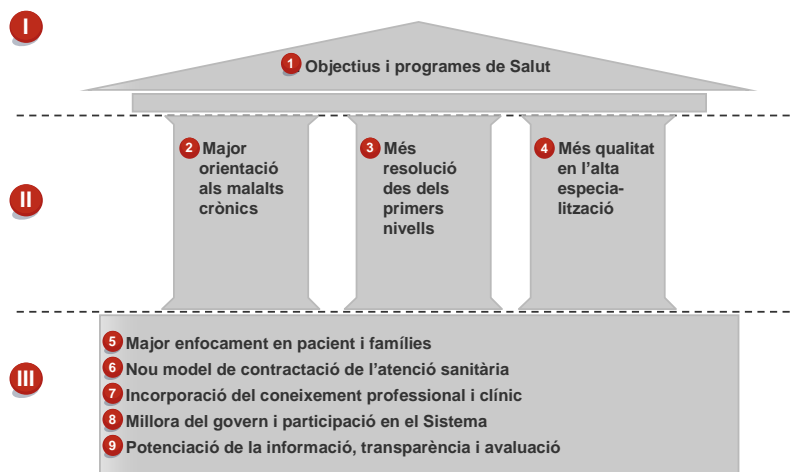 I
1 Objectius i programes de Salut
II
2 Major
orientació
als malalts
crònics
3 Més
resolució
des dels
primers
nivells
4 Més qualitat
en l’alta
especia-
lització
III
5 Major enfocament en pacient i famílies
6 Nou model de contractació de l’atenció sanitària
7 Incorporació del coneixement professional i clínic
8 Millora del govern i participació en el Sistema
9 Potenciació de la informació, transparència i avaluació